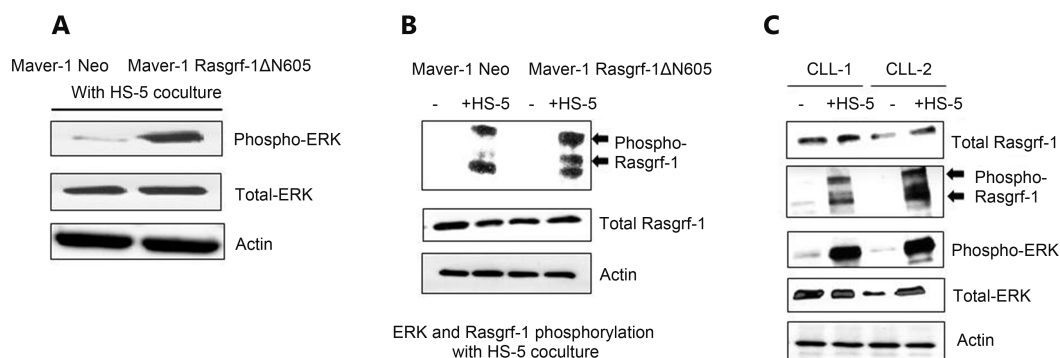 A
Maver-1 Neo Maver-1 Rasgrf-1ΔN605
With HS-5 coculture
Phospho-ERK
Total-ERK
Actin
B
Maver-1 Neo Maver-1 Rasgrf-1ΔN605
- +HS-5 - +HS-5
Phospho-
Rasgrf-1
Total Rasgrf-1
Actin
ERK and Rasgrf-1 phosphorylation
with HS-5 coculture
C
CLL-1 CLL-2
- +HS-5 - +HS-5
Total Rasgrf-1
Phospho-
Rasgrf-1
Phospho-ERK
Total-ERK
Actin